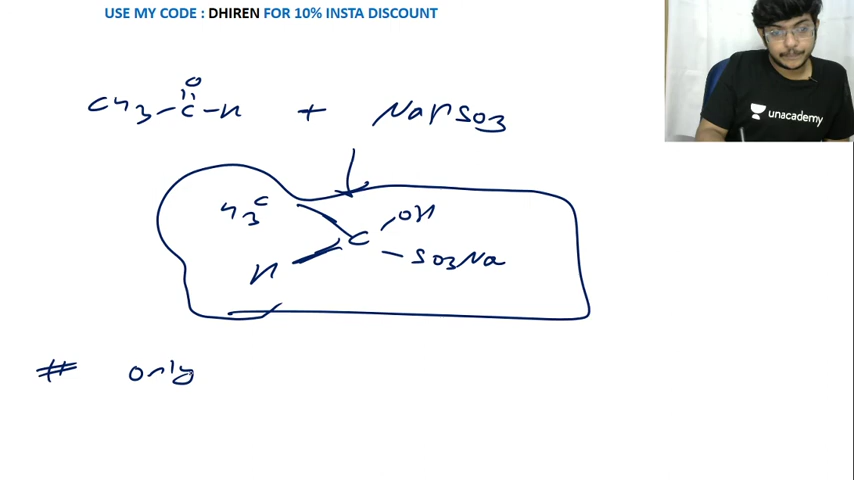 USE MY CODE : DHIREN FOR 10% INSTA DISCOUNT
unacademy
O
CH3-C-H + NaHSO3
H3C
OH
C
H
SO3Na
# only